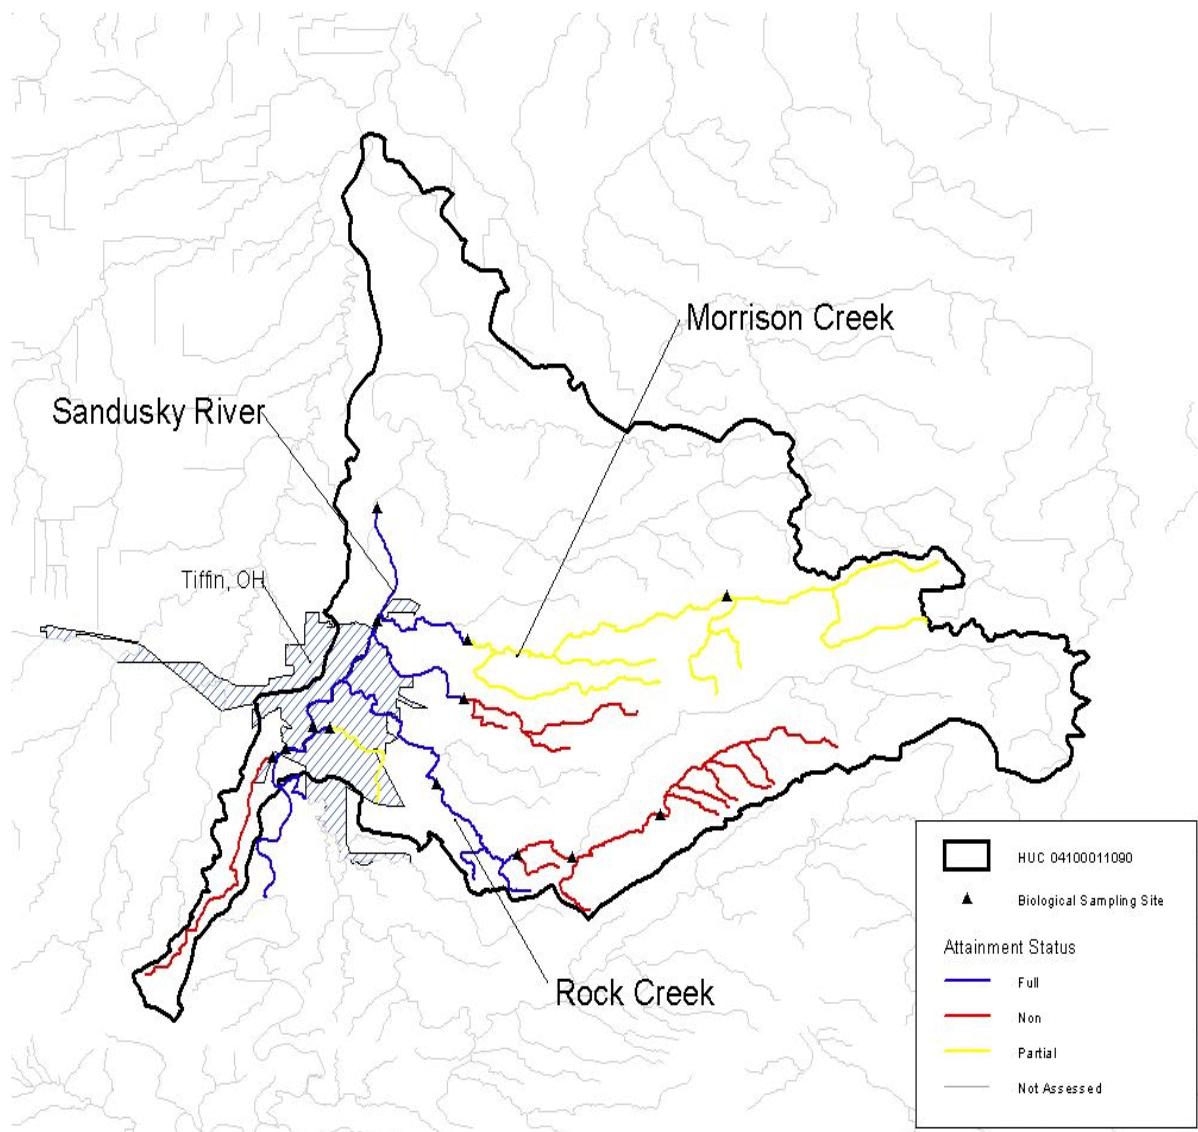 Morrison Creek
Sandusky River
Tiffin, OH
Rock Creek
HUC 04100011090
Biological Sampling Site
Attainment Status
Full
Non
Partial
Not Assessed